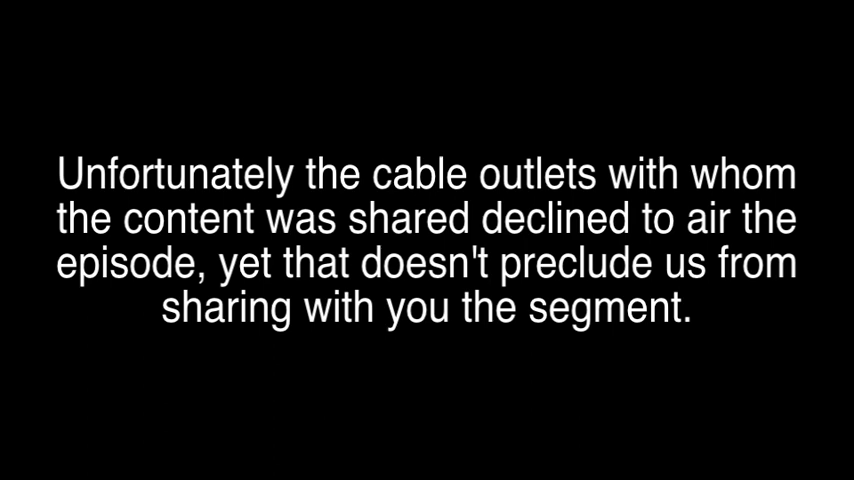 Unfortunately the cable outlets with whom
the content was shared declined to air the
episode, yet that doesn't preclude us from
sharing with you the segment.